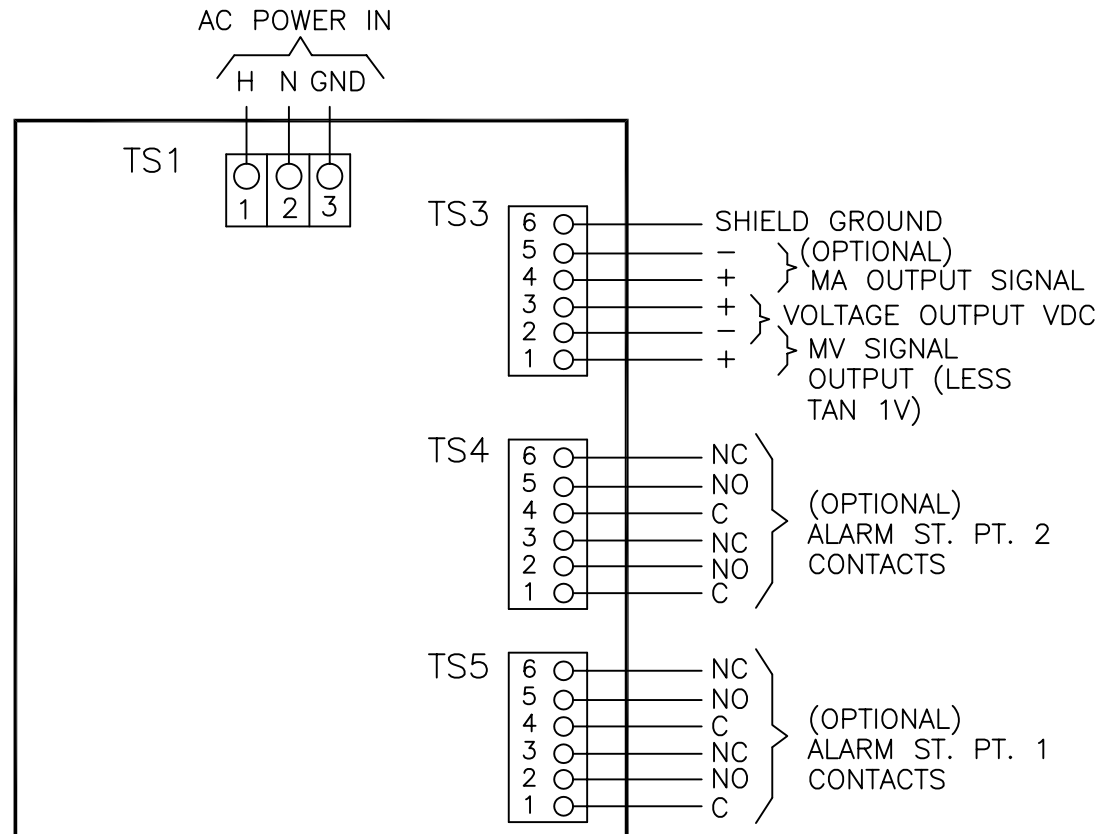 AC POWER IN
H N GND
TS1
1 2 3
TS3
6 SHIELD GROUND
5 − (OPTIONAL)
4 + MA OUTPUT SIGNAL
3 + VOLTAGE OUTPUT VDC
2 −
1 + MV SIGNAL
OUTPUT (LESS
TAN 1V)
TS4
6 NC
5 NO
4 C
3 NC
2 NO
1 C
(OPTIONAL)
ALARM ST. PT. 2
CONTACTS
TS5
6 NC
5 NO
4 C
3 NC
2 NO
1 C
(OPTIONAL)
ALARM ST. PT. 1
CONTACTS